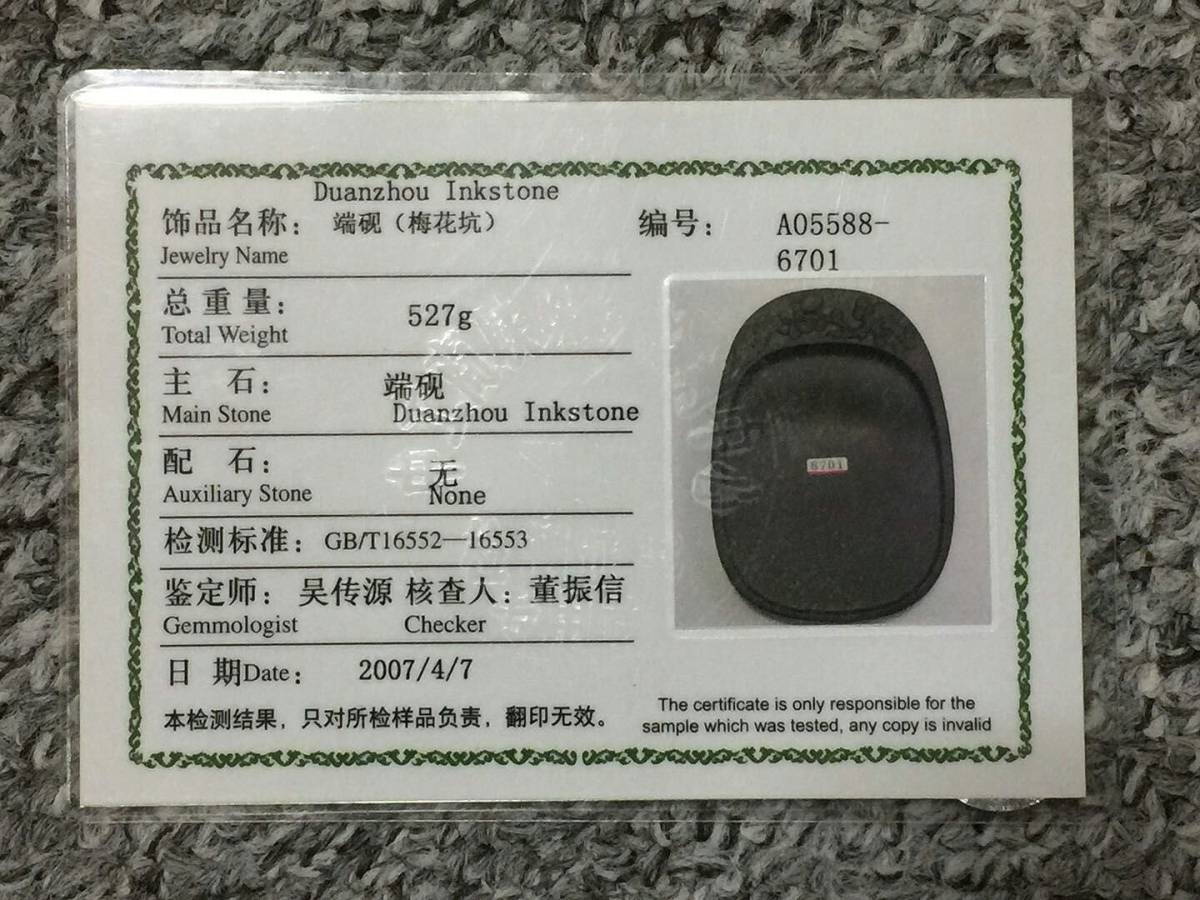 Duanzhou Inkstone
饰品名称： 端砚（梅花坑）
Jewelry Name
编号： A05588-
6701
总重量： 527g
Total Weight
主 石： 端砚
Main Stone Duanzhou Inkstone
配 石： 无
Auxiliary Stone None
检测标准：GB/T16552—16553
鉴定师：吴传源 核查人：董振信
Gemmologist Checker
日 期Date： 2007/4/7
本检测结果，只对所检样品负责，翻印无效。
6701
The certificate is only responsible for the
sample which was tested, any copy is invalid